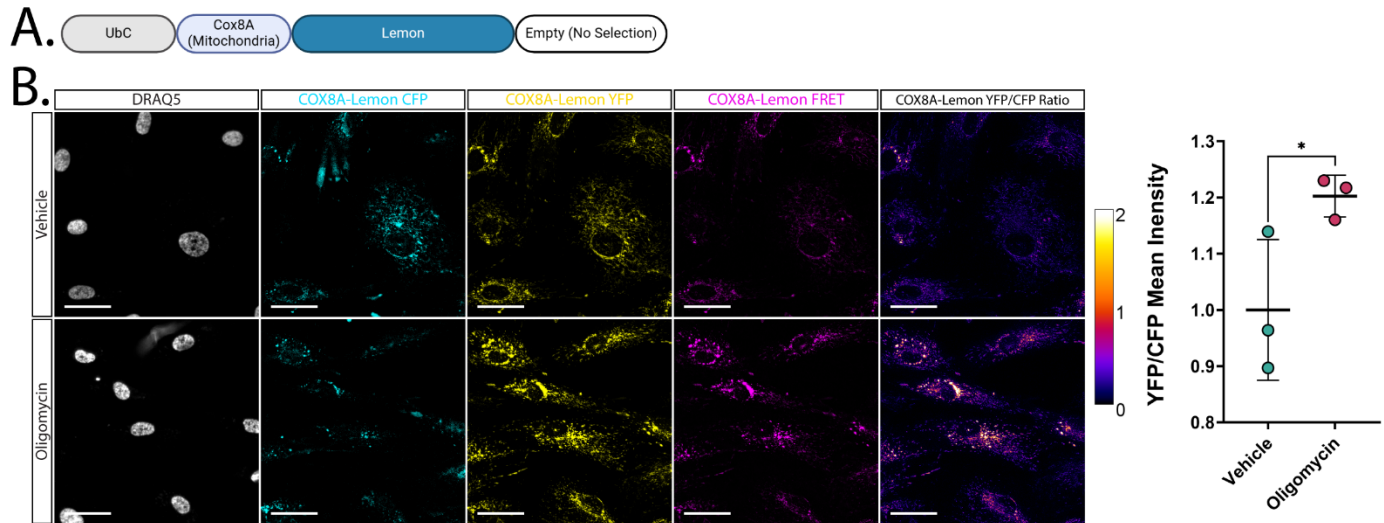 A.
UbC
Cox8A
(Mitochondria)
Lemon
Empty (No Selection)
B.
DRAQ5
COX8A-Lemon CFP
COX8A-Lemon YFP
COX8A-Lemon FRET
COX8A-Lemon YFP/CFP Ratio
Vehicle
Oligomycin
2
1
0
YFP/CFP Mean Inensity
1.3
1.2
1.1
1.0
0.9
0.8
*
Vehicle
Oligomycin